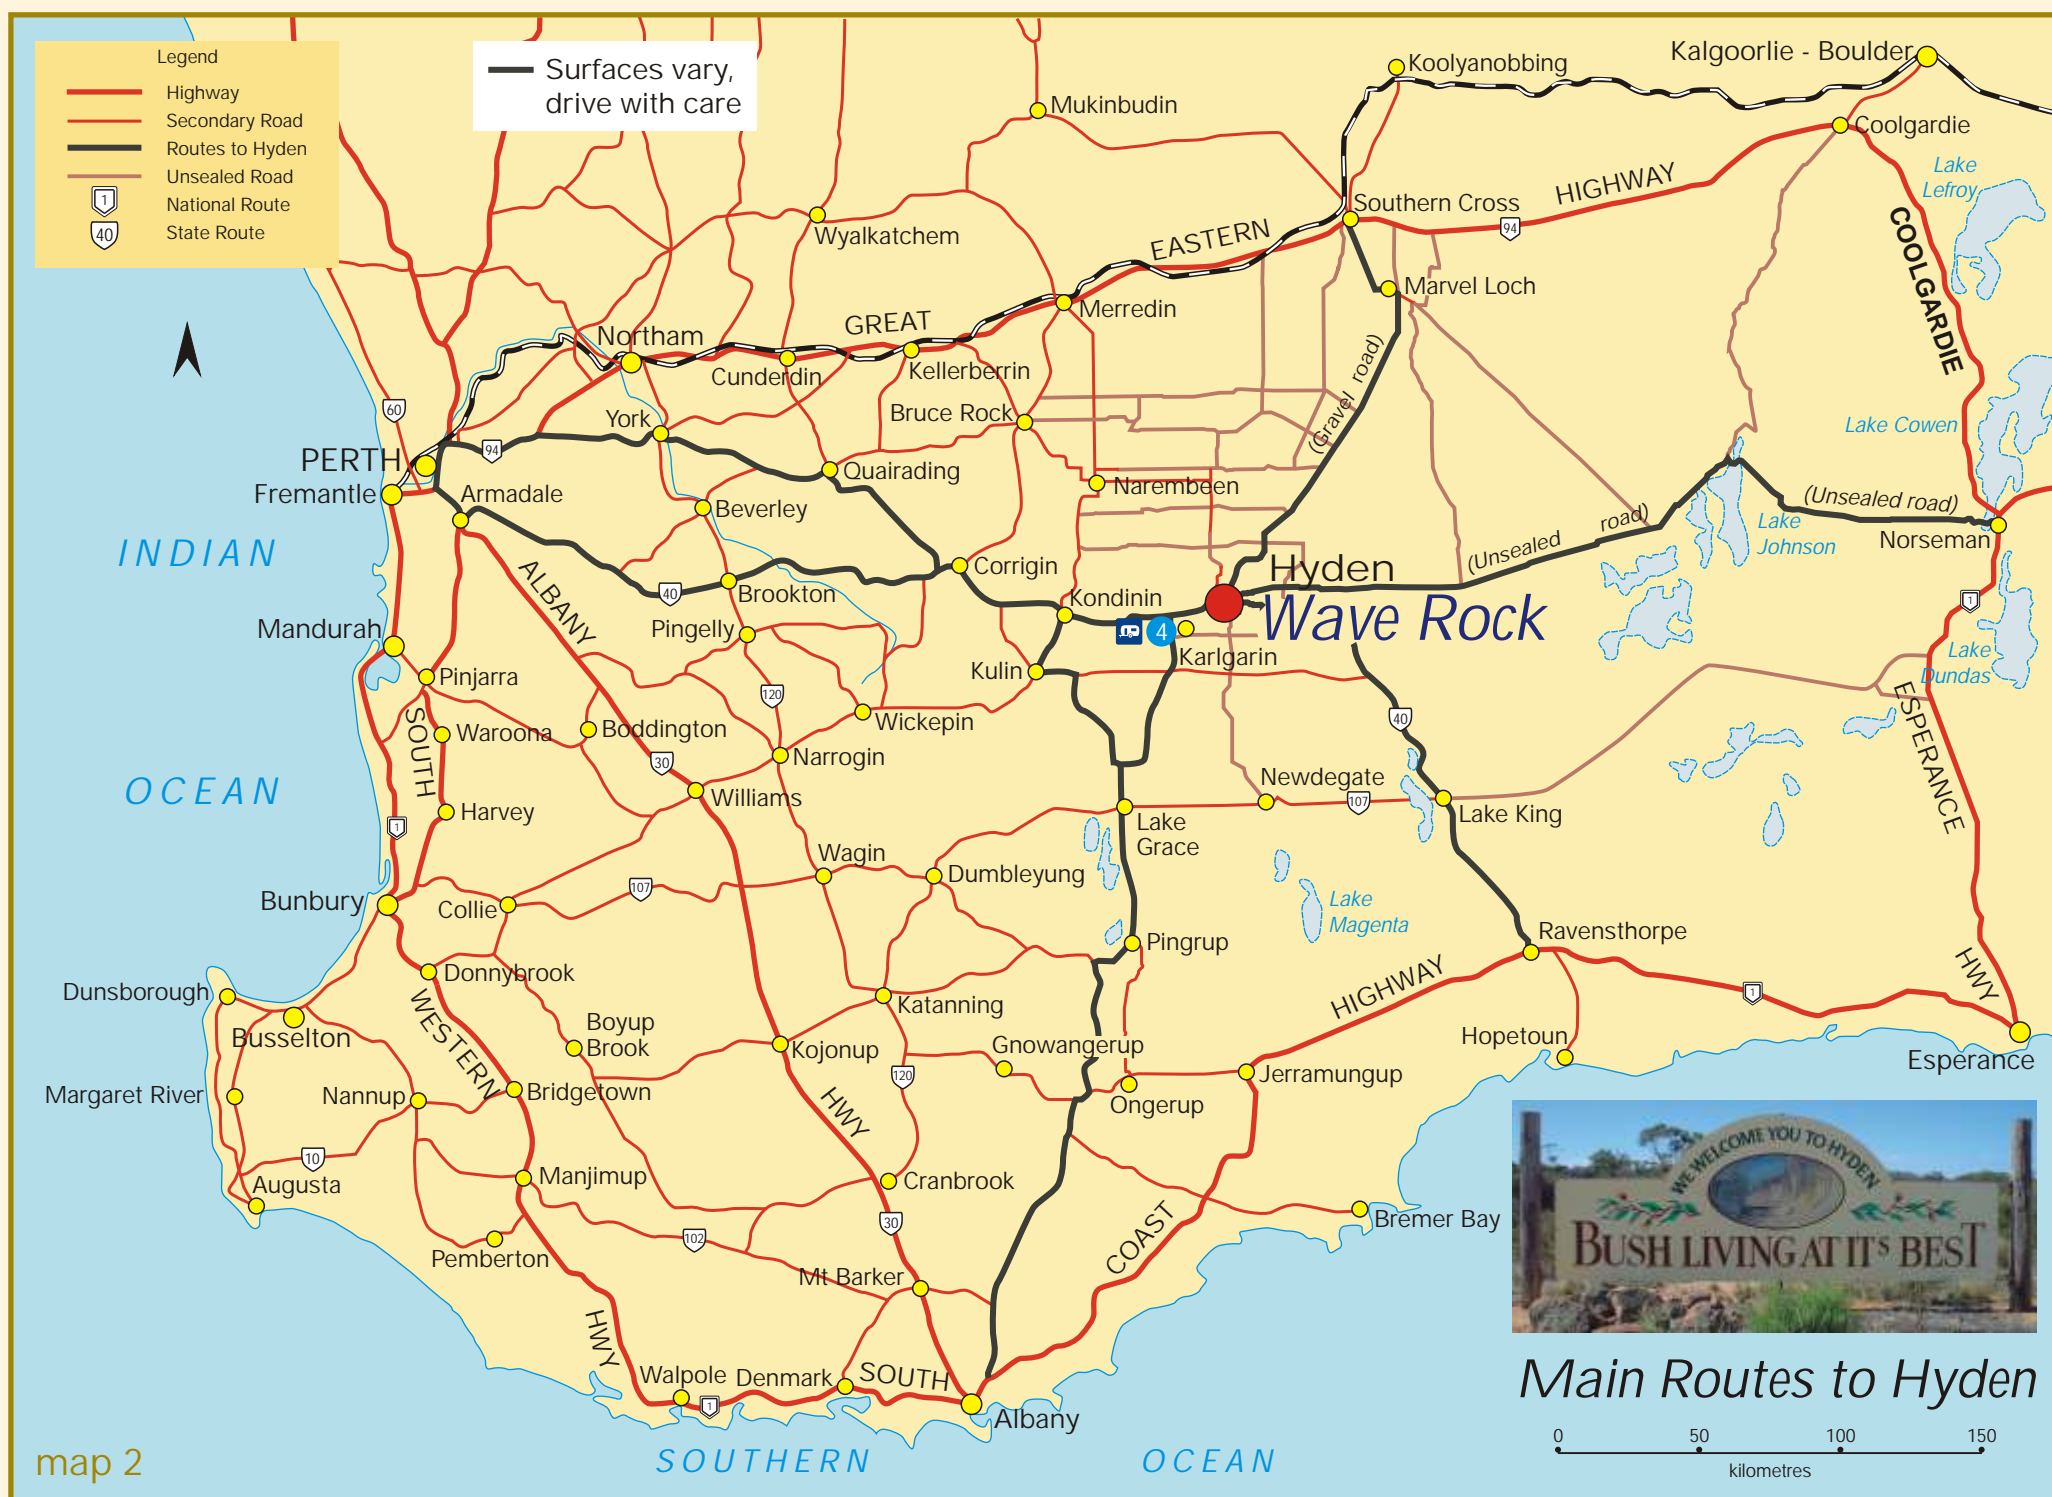 Legend
Highway
Secondary Road
Routes to Hyden
Unsealed Road
1
National Route
40
State Route
Surfaces vary,
drive with care
Koolyanobbing
Kalgoorlie - Boulder
Mukinbudin
Coolgardie
Lake
Lefroy
Southern Cross
HIGHWAY
94
EASTERN
Wyalkatchem
COOLGARDIE
Marvel Loch
Merredin
GREAT
Northam
Cunderdin
Kellerberrin
(Gravel road)
60
York
Bruce Rock
Lake Cowen
94
PERTH
Fremantle
Armadale
Quairading
Narembeen
Beverley
(Unsealed road)
(Unsealed road)
Lake
Johnson
Norseman
INDIAN
ALBANY
Corrigin
Hyden
Wave Rock
40
Brookton
Kondinin
1
Mandurah
Pingelly
4
Karlgarin
Lake
Dundas
Pinjarra
Kulin
120
Wickepin
40
ESPERANCE
SOUTH
Waroona
Boddington
Narrogin
30
OCEAN
Williams
Newdegate
107
Lake King
Harvey
1
Lake
Grace
Wagin
Dumbleyung
107
Bunbury
Collie
Lake
Magenta
Ravensthorpe
Pingrup
HIGHWAY
HWY
Donnybrook
1
Dunsborough
Katanning
WESTERN
Busselton
Boyup
Brook
Kojonup
Gnowangerup
Hopetoun
Esperance
120
Jerramungup
Margaret River
Nannup
Bridgetown
HWY
Ongerup
10
Augusta
Manjimup
Cranbrook
30
COAST
Bremer Bay
102
Pemberton
Mt Barker
HWY
Walpole
Denmark
SOUTH
1
Albany
WE WELCOME YOU TO HYDEN
BUSH LIVING AT IT'S BEST
Main Routes to Hyden
0 50 100 150
kilometres
map 2
SOUTHERN OCEAN